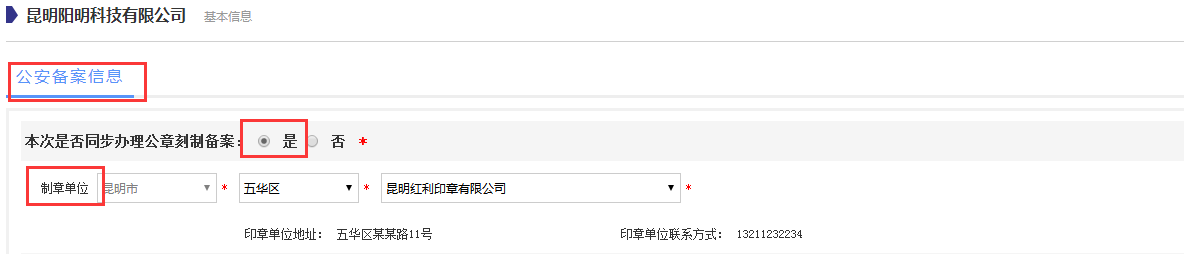 昆明阳明科技有限公司 基本信息
公安备案信息
本次是否同步办理公章刻制备案: 是 否 *
制章单位 昆明市 * 五华区 * 昆明红利印章有限公司 *
印章单位地址: 五华区某某路11号 印章单位联系方式: 13211232234